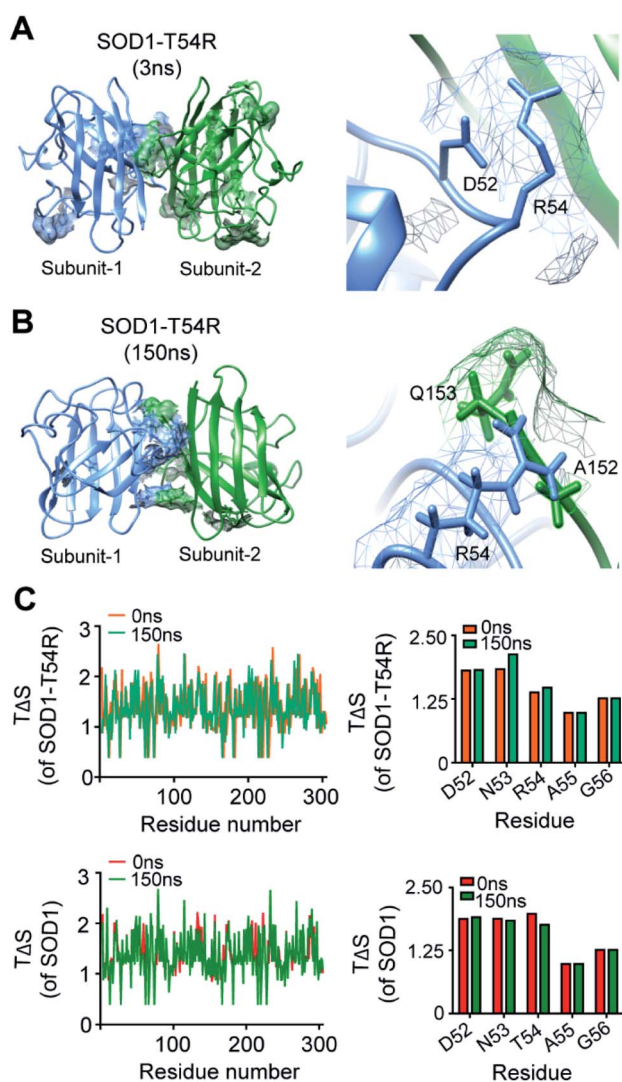 A
SOD1-T54R
(3ns)
Subunit-1
Subunit-2
D52
R54
B
SOD1-T54R
(150ns)
Subunit-1
Subunit-2
Q153
A152
R54
C
TΔS
(of SOD1-T54R)
0ns
150ns
3
2
1
100
200
300
Residue number
TΔS
(of SOD1-T54R)
0ns
150ns
2.50
1.25
0
D52
N53
R54
A55
G56
Residue
TΔS
(of SOD1)
0ns
150ns
3
2
1
100
200
300
Residue number
TΔS
(of SOD1)
0ns
150ns
2.50
1.25
0
D52
N53
T54
A55
G56
Residue